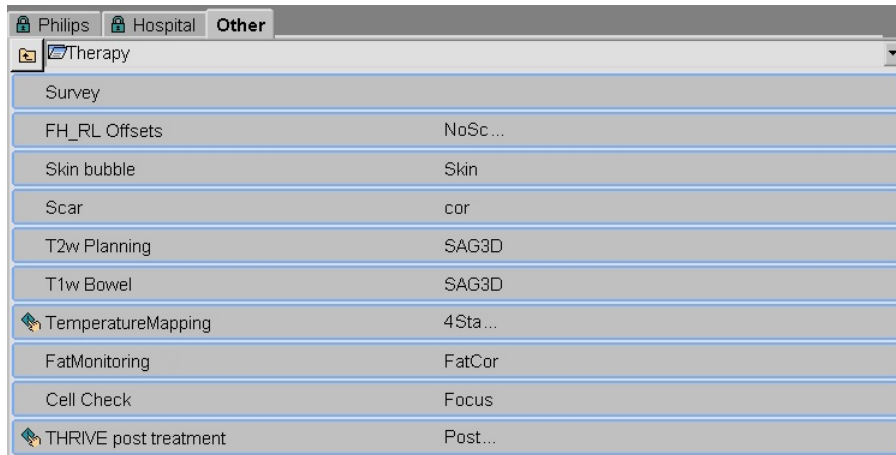 Philips Hospital Other
Therapy
Survey
FH_RL Offsets NoSc...
Skin bubble Skin
Scar cor
T2w Planning SAG3D
T1w Bowel SAG3D
TemperatureMapping 4Sta...
FatMonitoring FatCor
Cell Check Focus
THRIVE post treatment Post...